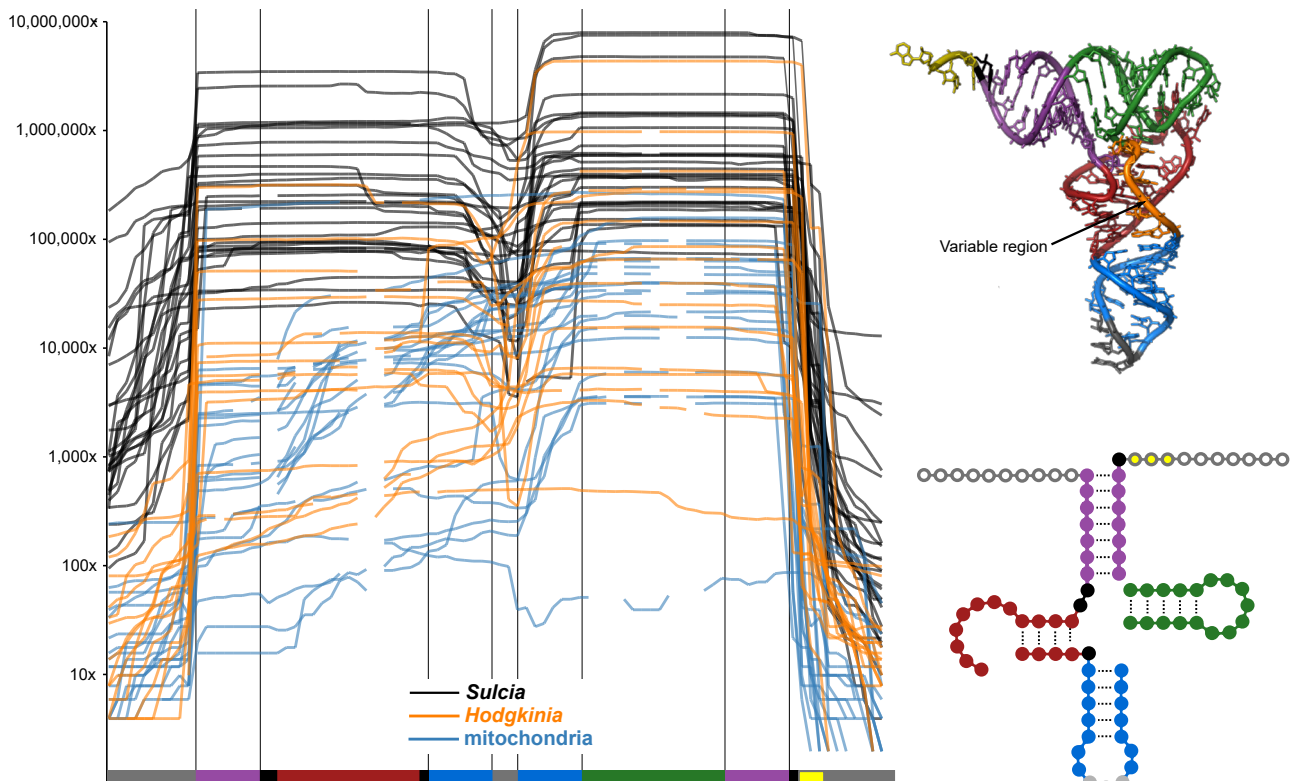 10,000,000x
1,000,000x
100,000x
10,000x
1,000x
100x
10x
Sulcia
Hodgkinia
mitochondria
Variable region